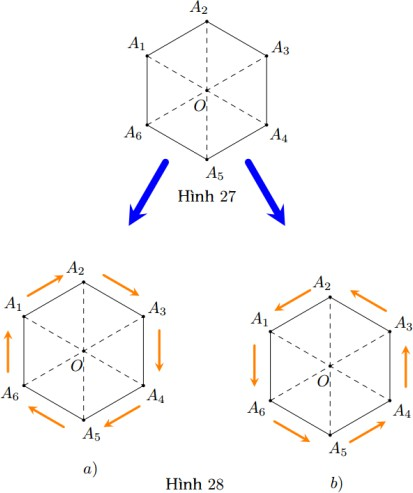 A₂
A₁ A₃
O
A₆ A₄
A₅
Hình 27
A₂ A₂
A₁ A₃ A₁ A₃
O O
A₆ A₄ A₆ A₄
A₅ A₅
a) b)
Hình 28